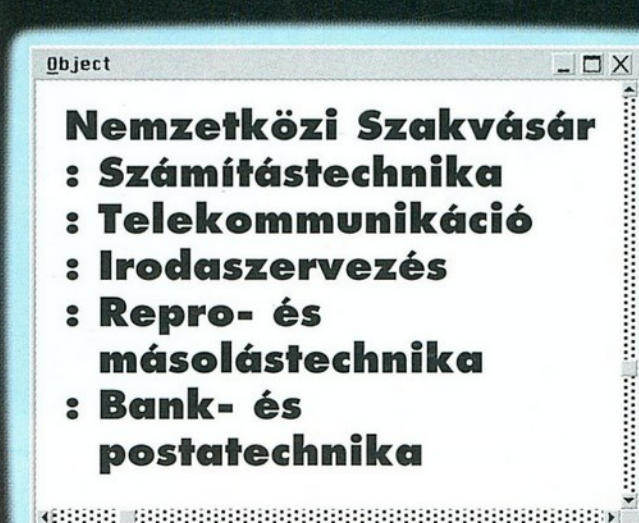 Object
Nemzetközi Szakvásár
: Számítástechnika
: Telekommunikáció
: Irodaszervezés
: Repro- és
másolástechnika
: Bank- és
postatechnika